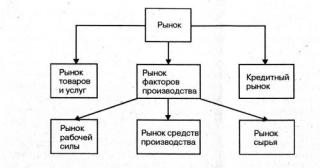 Рынок
Рынок
товаров
и услуг
Рынок
факторов
производства
Кредитный
рынок
Рынок
рабочей
силы
Рынок средств
производства
Рынок
сырья